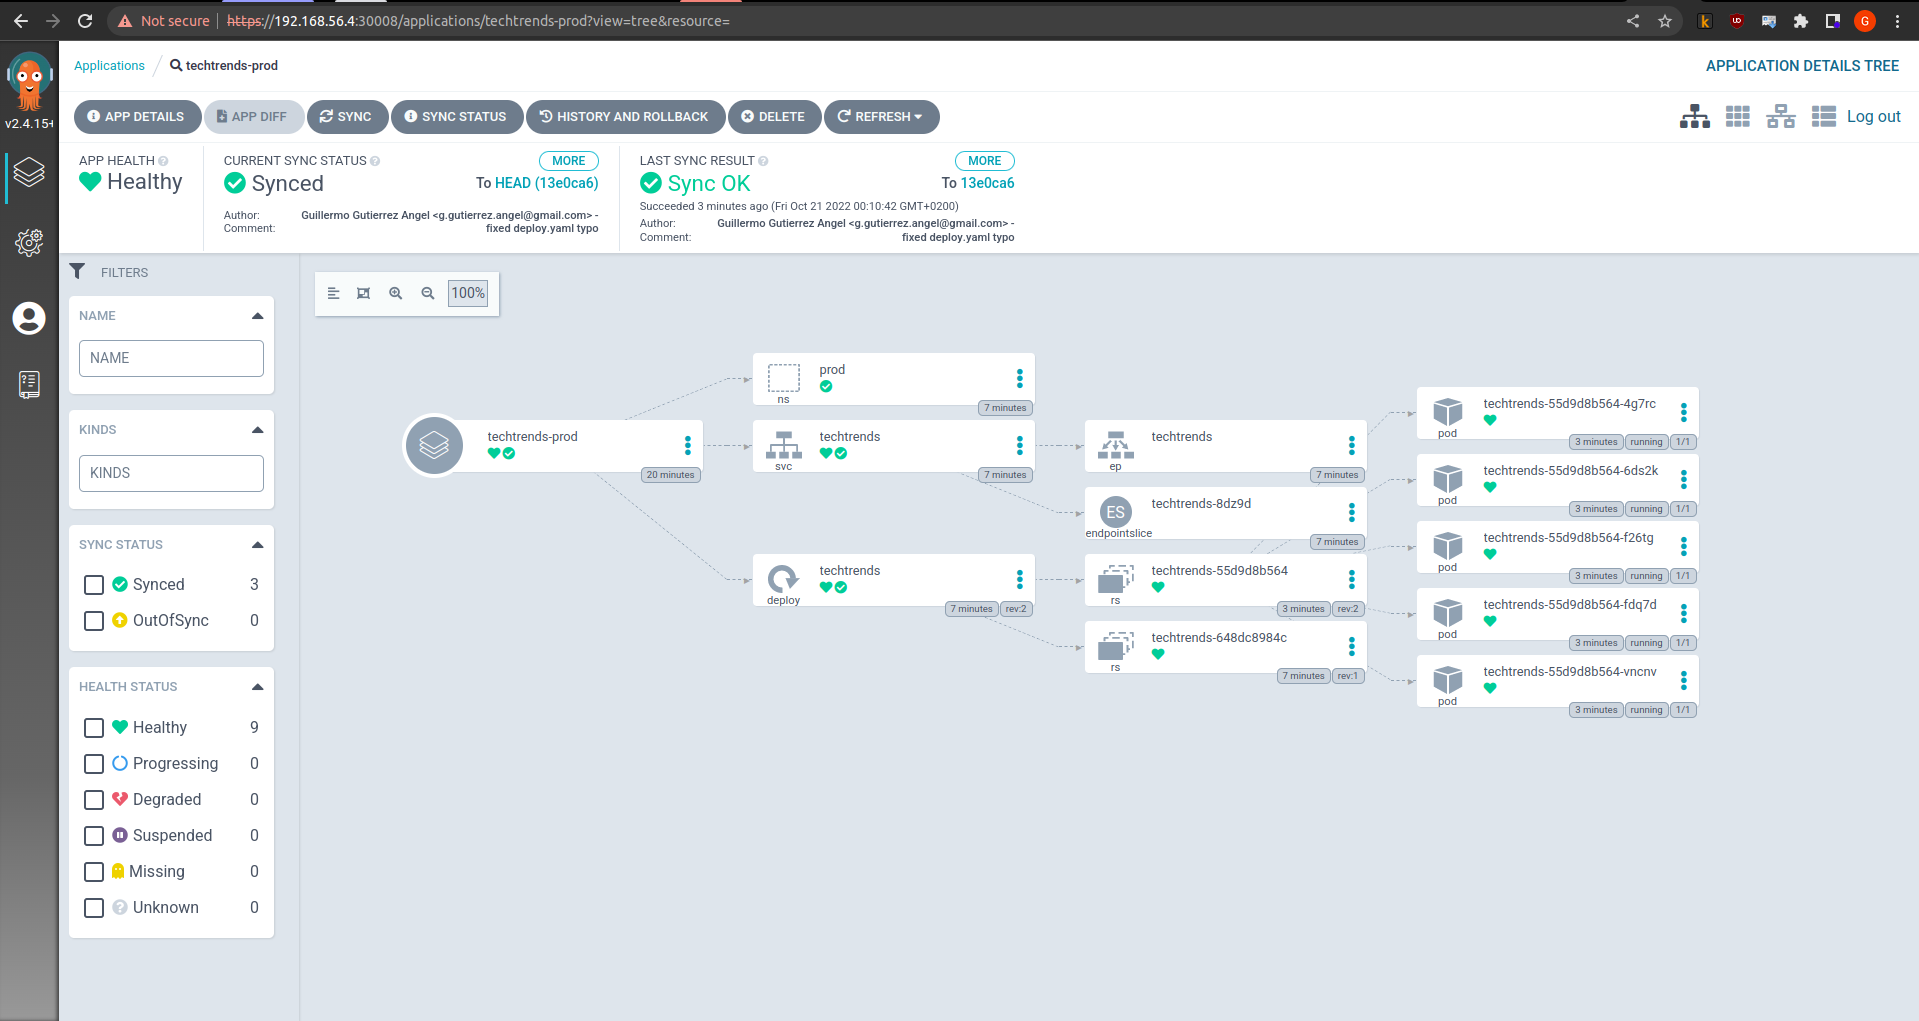 Not secure https://192.168.56.4:30008/applications/techtrends-prod?view=tree&resource=
k
UD
G
v2.4.15+
Applications / techtrends-prod
APPLICATION DETAILS TREE
APP DETAILS
APP DIFF
SYNC
SYNC STATUS
HISTORY AND ROLLBACK
DELETE
REFRESH
Log out
APP HEALTH
Healthy
CURRENT SYNC STATUS
MORE
Synced
To HEAD (13e0ca6)
Author: Guillermo Gutierrez Angel <g.gutierrez.angel@gmail.com> -
Comment: fixed deploy.yaml typo
LAST SYNC RESULT
MORE
Sync OK
To 13e0ca6
Succeeded 3 minutes ago (Fri Oct 21 2022 00:10:42 GMT+0200)
Author: Guillermo Gutierrez Angel <g.gutierrez.angel@gmail.com> -
Comment: fixed deploy.yaml typo
FILTERS
NAME
NAME
KINDS
KINDS
SYNC STATUS
Synced 3
OutOfSync 0
HEALTH STATUS
Healthy 9
Progressing 0
Degraded 0
Suspended 0
Missing 0
Unknown 0
100%
techtrends-prod
20 minutes
prod
ns
7 minutes
techtrends
svc
7 minutes
techtrends
deploy
7 minutes rev:2
techtrends
ep
7 minutes
ES
techtrends-8dz9d
endpointslice
7 minutes
techtrends-55d9d8b564
rs
3 minutes rev:2
techtrends-648dc8984c
rs
7 minutes rev:1
techtrends-55d9d8b564-4g7rc
pod
3 minutes running 1/1
techtrends-55d9d8b564-6ds2k
pod
3 minutes running 1/1
techtrends-55d9d8b564-f26tg
pod
3 minutes running 1/1
techtrends-55d9d8b564-fdq7d
pod
3 minutes running 1/1
techtrends-55d9d8b564-vncnv
pod
3 minutes running 1/1